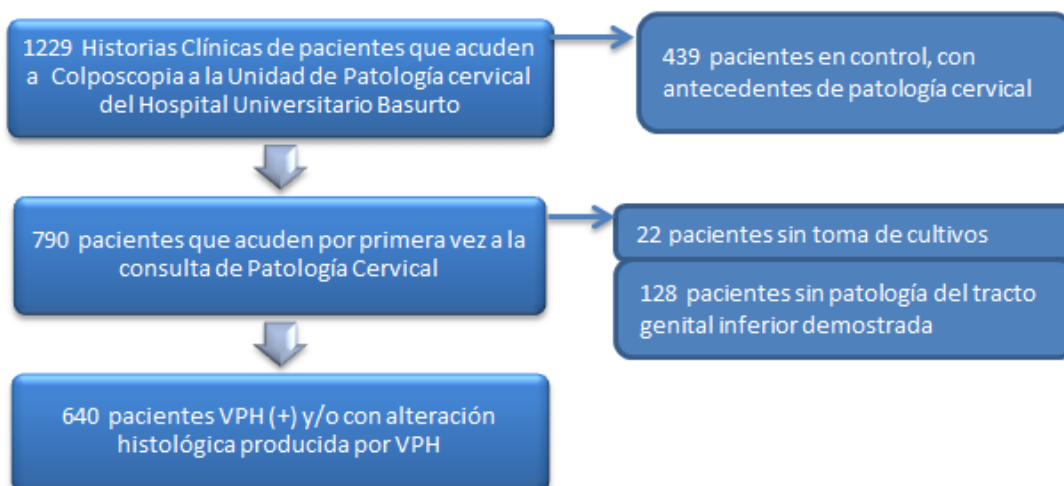 1229 Historias Clínicas de pacientes que acuden
a Colposcopia a la Unidad de Patología cervical
del Hospital Universitario Basurto
439 pacientes en control, con
antecedentes de patología cervical
790 pacientes que acuden por primera vez a la
consulta de Patología Cervical
22 pacientes sin toma de cultivos
128 pacientes sin patología del tracto
genital inferior demostrada
640 pacientes VPH (+) y/o con alteración
histológica producida por VPH